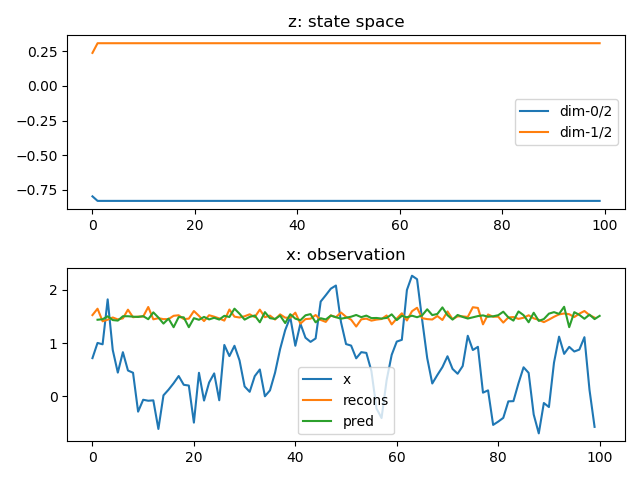 z: state space
0.25
0.00
−0.25
−0.50
−0.75
dim-0/2
dim-1/2
0 20 40 60 80 100
x: observation
2
1
0
x
recons
pred
0 20 40 60 80 100